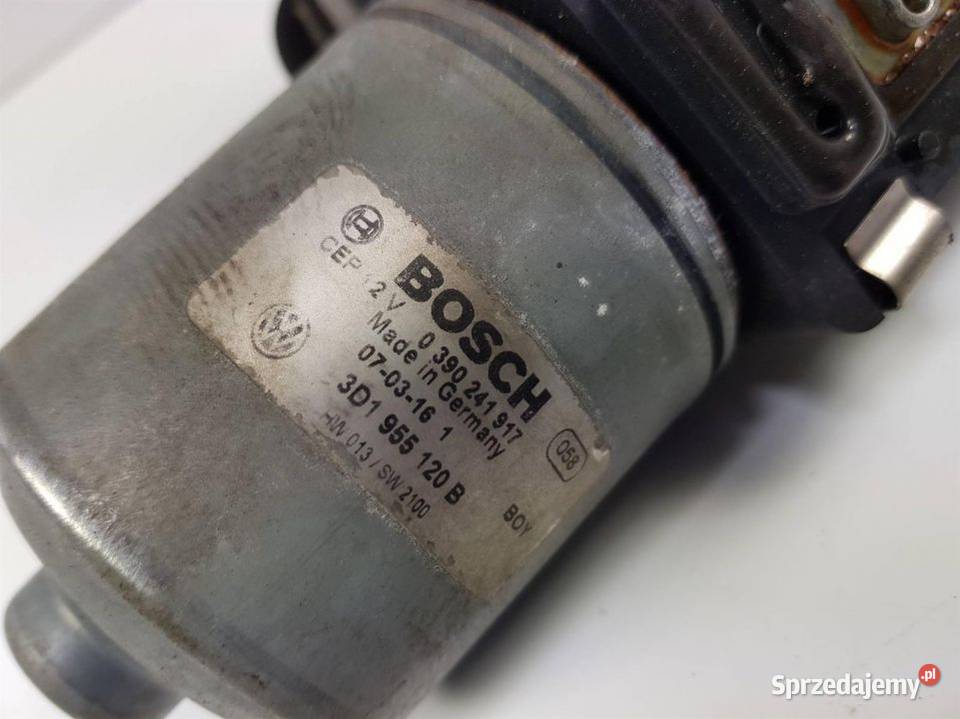 BOSCH
CEP 12 V 0 390 241 917
Made in Germany
07-03-16 1
058
3D1 955 120 B
HW 013 / SW 2100
BOY
Sprzedajemy.pl